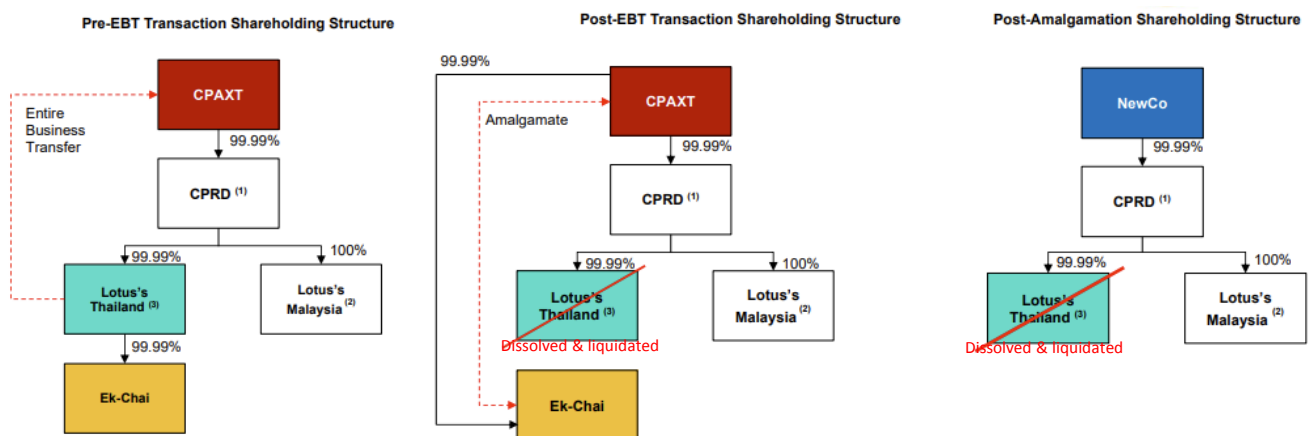 Pre-EBT Transaction Shareholding Structure
CPAXT
Entire
Business
Transfer
99.99%
CPRD (1)
99.99%
100%
Lotus's
Thailand (3)
Lotus's
Malaysia (2)
99.99%
Ek-Chai
Post-EBT Transaction Shareholding Structure
99.99%
CPAXT
Amalgamate
99.99%
CPRD (1)
99.99%
100%
Lotus's
Thailand (3)
Lotus's
Malaysia (2)
Dissolved & liquidated
Ek-Chai
Post-Amalgamation Shareholding Structure
NewCo
99.99%
CPRD (1)
99.99%
100%
Lotus's
Thailand (3)
Lotus's
Malaysia (2)
Dissolved & liquidated